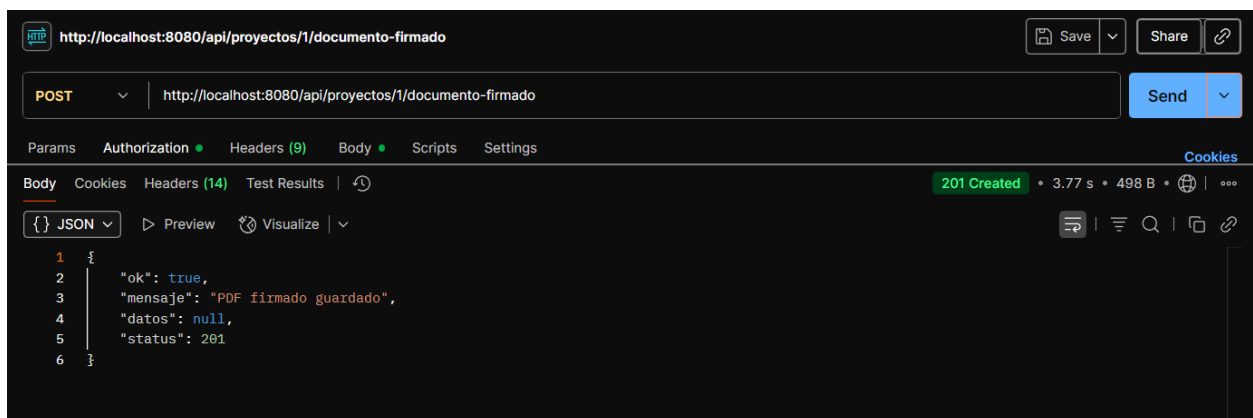 HTTP http://localhost:8080/api/proyectos/1/documento-firmado Save Share
POST http://localhost:8080/api/proyectos/1/documento-firmado Send
Params Authorization Headers (9) Body Scripts Settings
Cookies
Body Cookies Headers (14) Test Results 201 Created • 3.77 s • 498 B •
{} JSON Preview Visualize
1 {
2 "ok": true,
3 "mensaje": "PDF firmado guardado",
4 "datos": null,
5 "status": 201
6 }